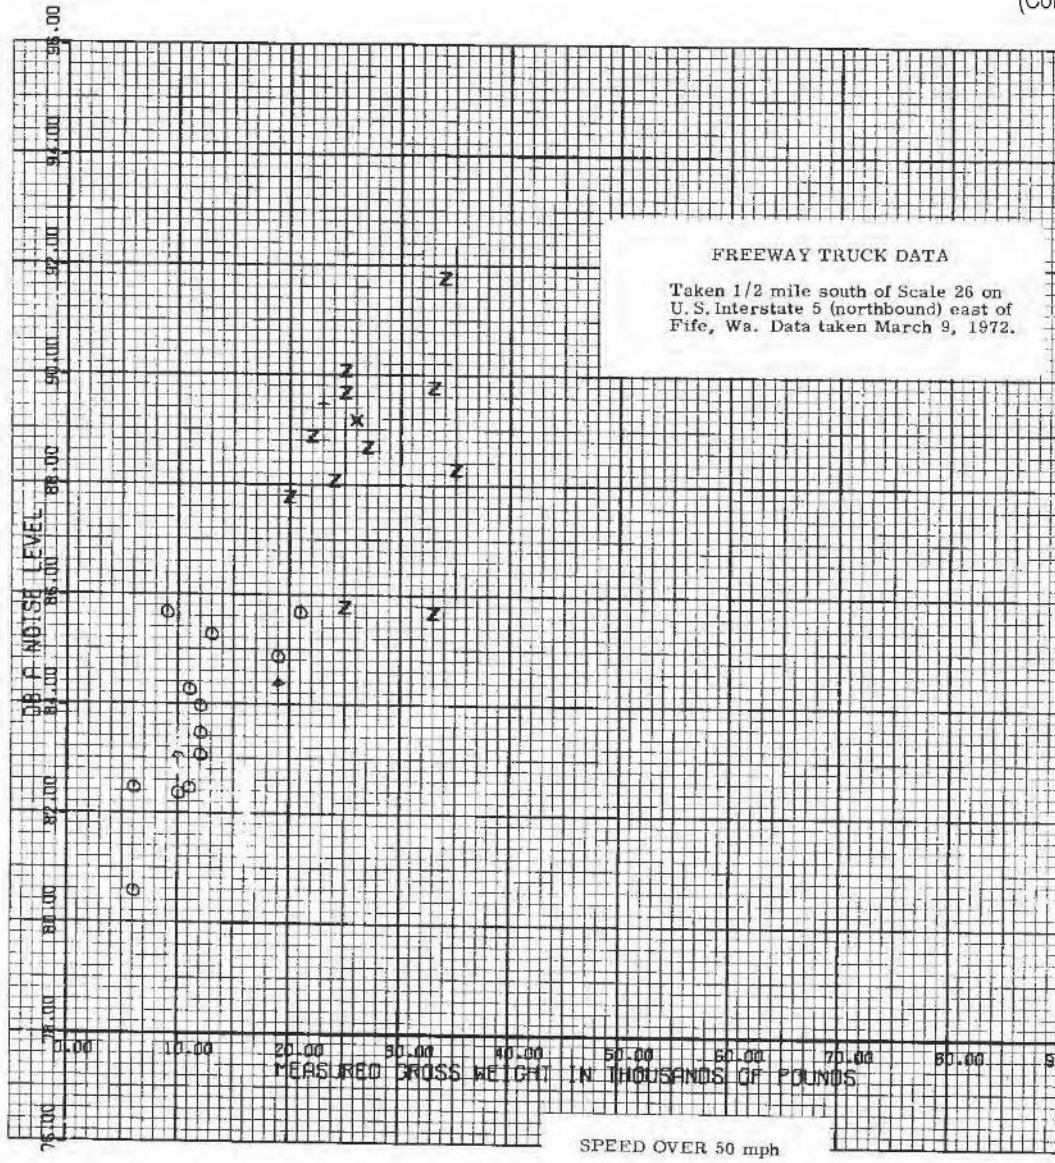 (Co
96.00
94.00
92.00
90.00
88.00
86.00
84.00
82.00
80.00
78.00
76.00
DB A NOISE LEVEL
FREEWAY TRUCK DATA
Taken 1/2 mile south of Scale 26 on
U. S. Interstate 5 (northbound) east of
Fife, Wa. Data taken March 9, 1972.
Z
Z
Z
Z
X
Z
Z
Z
Z
Z
Z
Z
0.00 10.00 20.00 30.00 40.00 50.00 60.00 70.00 80.00 9
MEASURED GROSS WEIGHT IN THOUSANDS OF POUNDS
SPEED OVER 50 mph